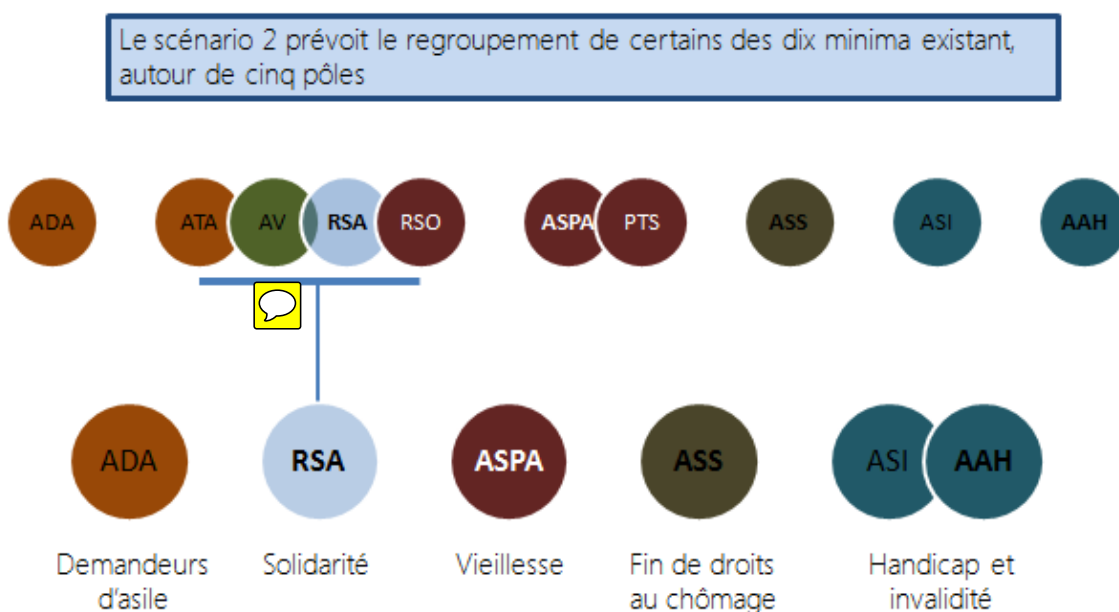 Le scénario 2 prévoit le regroupement de certains des dix minima existant,
autour de cinq pôles
ADA ATA AV RSA RSO ASPA PTS ASS ASI AAH
ADA RSA ASPA ASS ASI AAH
Demandeurs Solidarité Vieillesse Fin de droits Handicap et
d'asile au chômage invalidité